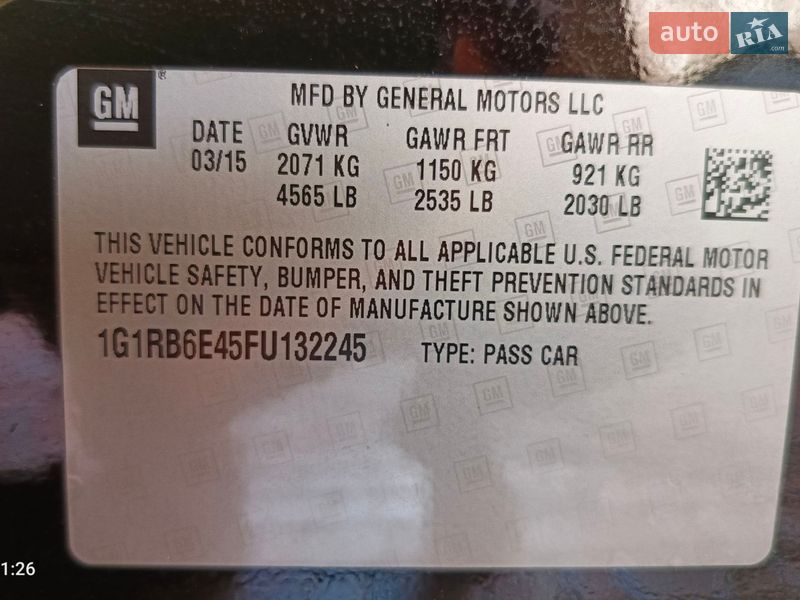 auto RIA .com
GM ®
MFD BY GENERAL MOTORS LLC
DATE GVWR GAWR FRT GAWR RR
03/15 2071 KG 1150 KG 921 KG
4565 LB 2535 LB 2030 LB
THIS VEHICLE CONFORMS TO ALL APPLICABLE U.S. FEDERAL MOTOR
VEHICLE SAFETY, BUMPER, AND THEFT PREVENTION STANDARDS IN
EFFECT ON THE DATE OF MANUFACTURE SHOWN ABOVE.
1G1RB6E45FU132245 TYPE: PASS CAR
1:26